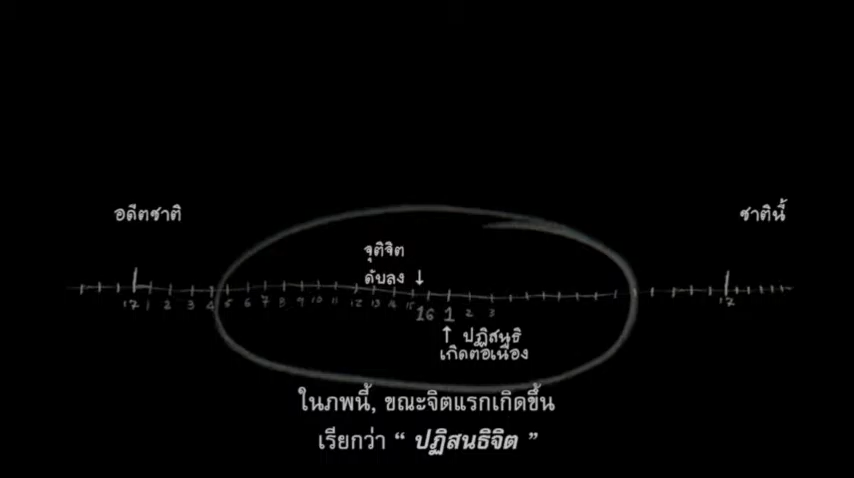 อดีตชาติ
ชาตินี้
จุติจิต
ดับลง ↓
17 1 2 3 4 5 6 7 8 9 10 11 12 13 14 15 16 1 2 3 17
↑ ปฏิสนธิ
เกิดต่อเนื่อง
ในภพนี้, ขณะจิตแรกเกิดขึ้น
เรียกว่า “ ปฏิสนธิจิต ”